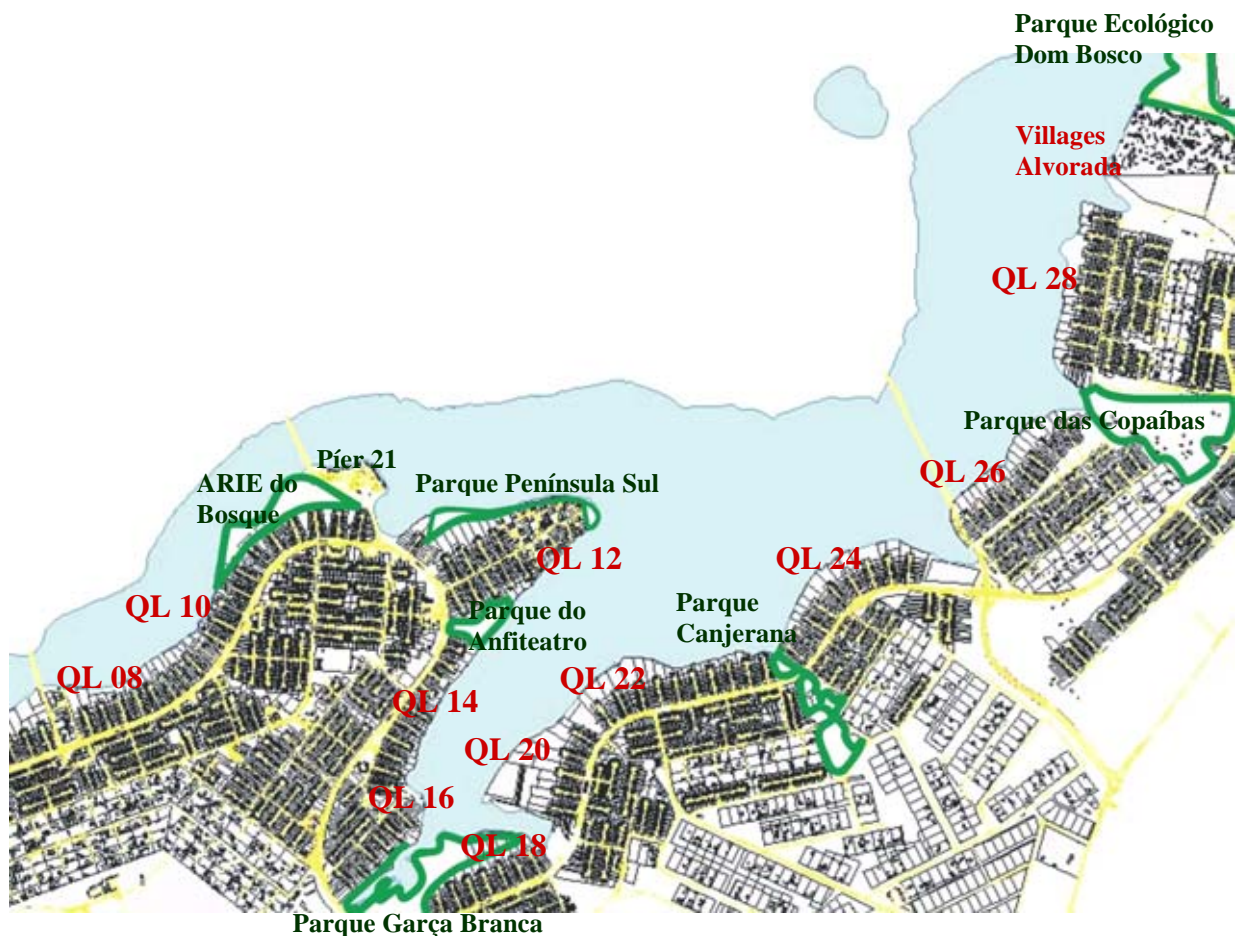 Parque Ecológico
Dom Bosco
Villages
Alvorada
QL 28
Parque das Copaíbas
Píer 21
ARIE do
Bosque
Parque Península Sul
QL 26
QL 12
QL 24
QL 10
Parque do
Anfiteatro
Parque
Canjerana
QL 08
QL 22
QL 14
QL 20
QL 16
QL 18
Parque Garça Branca